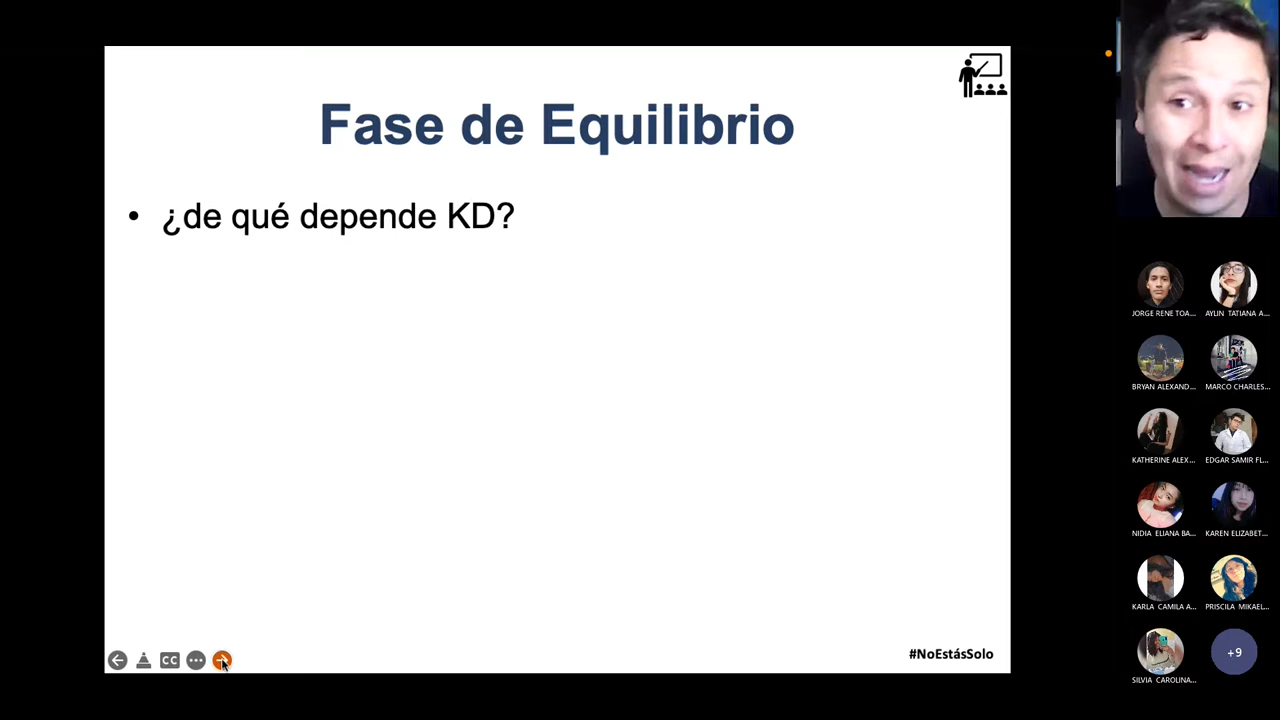 Fase de Equilibrio
• ¿de qué depende KD?
CC
#NoEstásSolo
JORGE RENE TOA...
AYLIN TATIANA A...
BRYAN ALEXAND...
MARCO CHARLES...
KATHERINE ALEX...
EDGAR SAMIR FL...
NIDIA ELIANA BA...
KAREN ELIZABET...
KARLA CAMILA A...
PRISCILA MIKAEL...
SILVIA CAROLINA...
+9